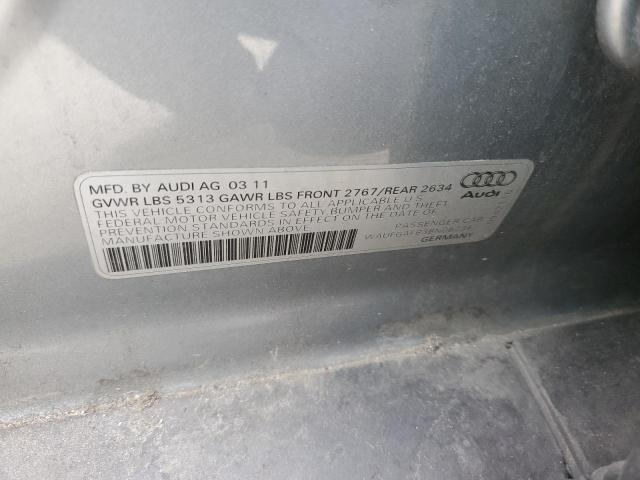 MFD. BY AUDI AG 03 11
GVWR LBS 5313 GAWR LBS FRONT 2767/REAR 2634
THIS VEHICLE CONFORMS TO ALL APPLICABLE U S
FEDERAL MOTOR VEHICLE SAFETY BUMPER AND THEFT
PREVENTION STANDARDS IN EFFECT ON THE DATE OF
MANUFACTURE SHOWN ABOVE
Audi
PASSENGER CAR
GERMANY